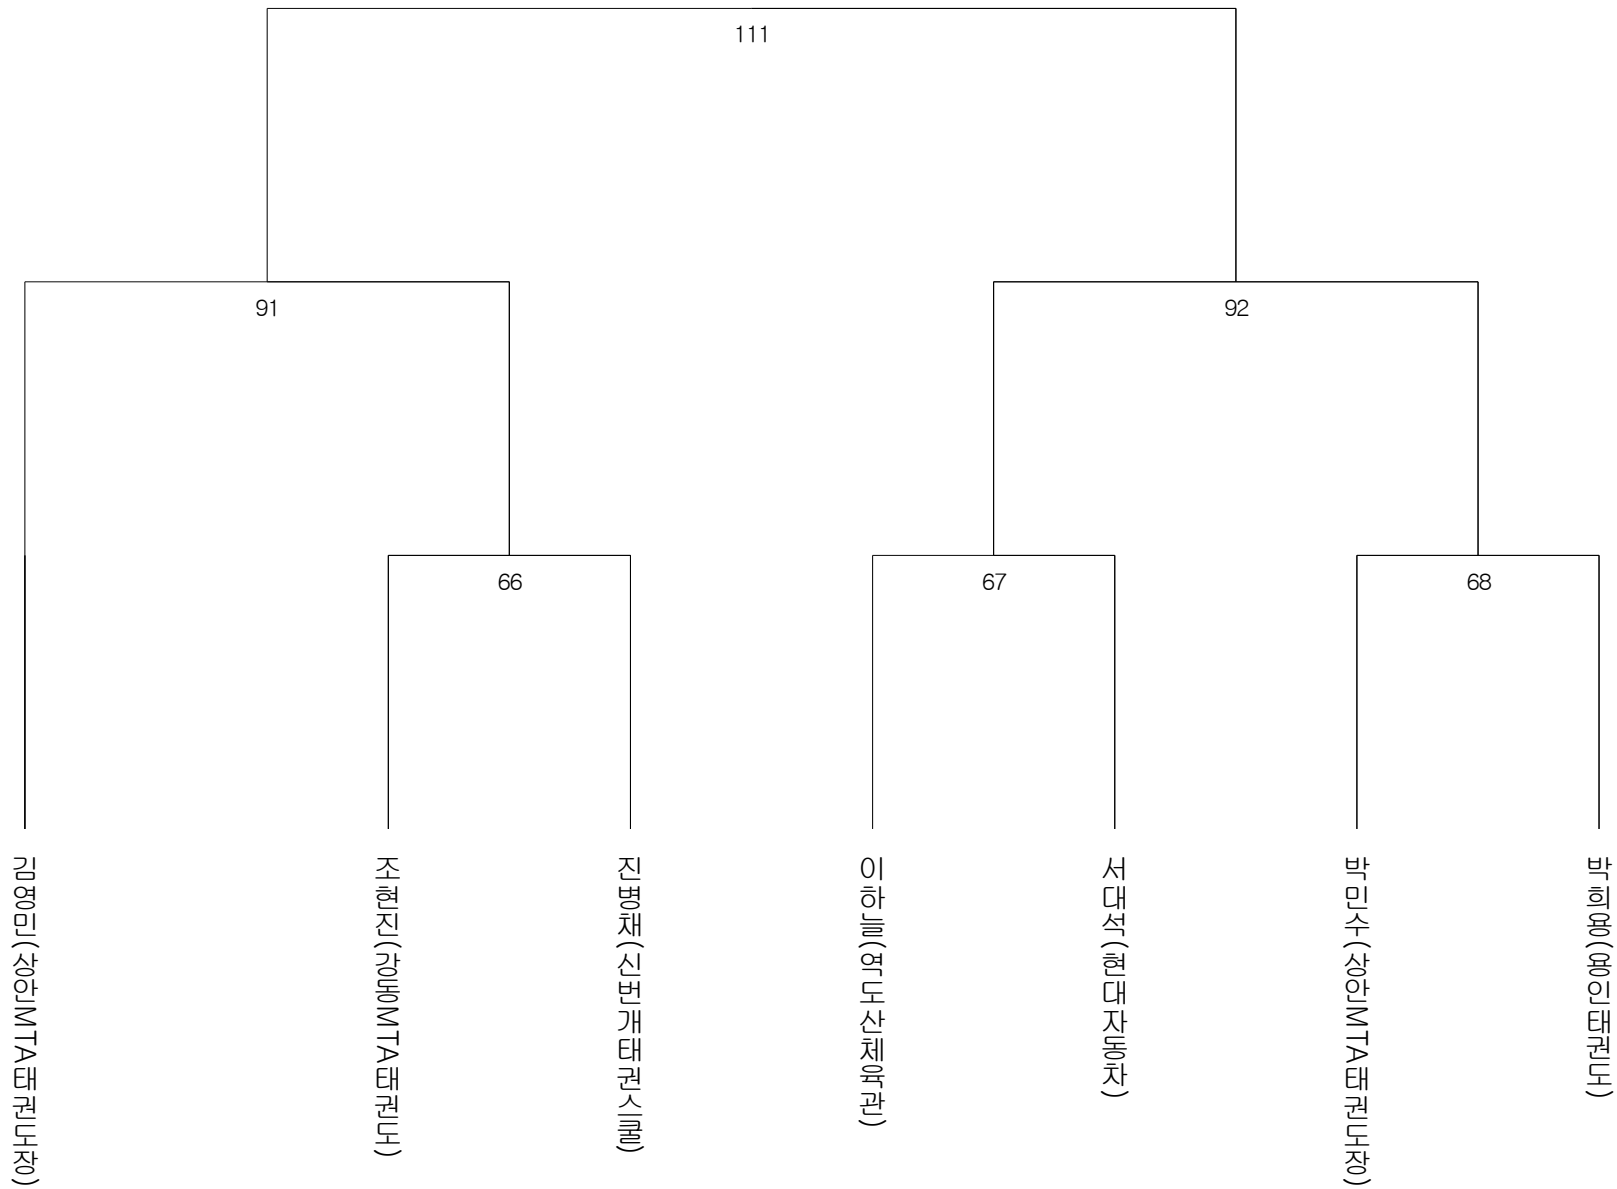 111
91
92
66
67
68
김영민(상안MTA태권도장)
조현진(강동MTA태권도)
진병채(신번개태권스쿨)
이하늘(역도산체육관)
서대석(현대자동차)
박민수(상안MTA태권도장)
박희용(용인태권도)